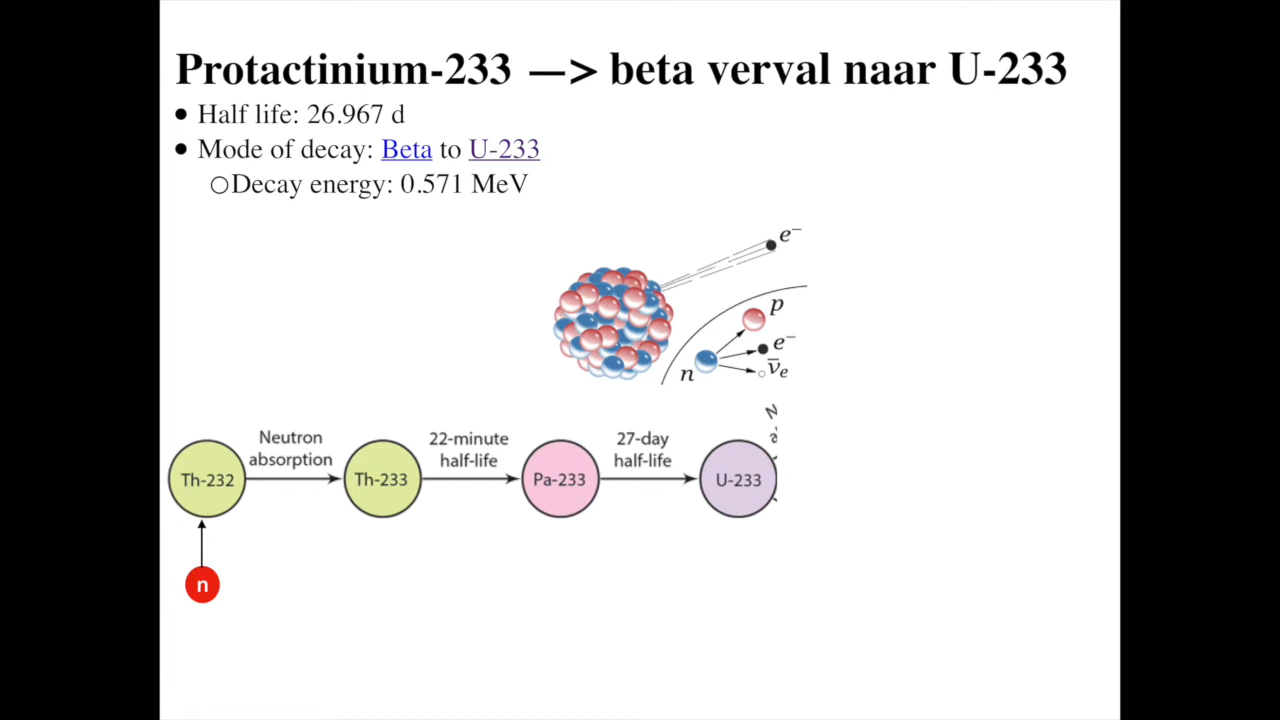 Protactinium-233 —> beta verval naar U-233
● Half life: 26.967 d
● Mode of decay: Beta to U-233
○Decay energy: 0.571 MeV
e⁻
p
e⁻
n
ν̄ₑ
Neutron
absorption
22-minute
half-life
27-day
half-life
Th-232
Th-233
Pa-233
U-233
n